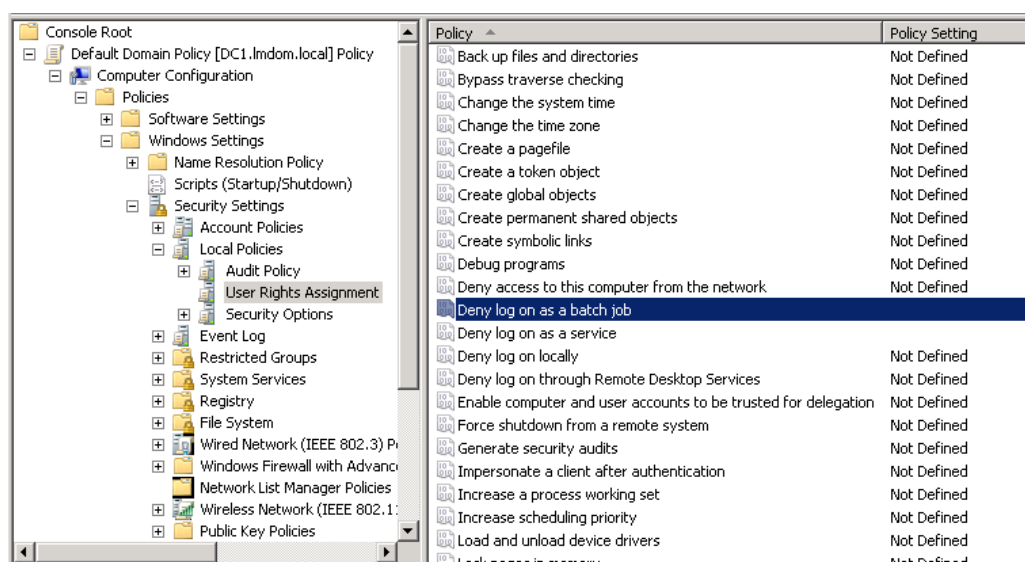 Console Root
Default Domain Policy [DC1.lmdom.local] Policy
Computer Configuration
Policies
Software Settings
Windows Settings
Name Resolution Policy
Scripts (Startup/Shutdown)
Security Settings
Account Policies
Local Policies
Audit Policy
User Rights Assignment
Security Options
Event Log
Restricted Groups
System Services
Registry
File System
Wired Network (IEEE 802.3) P
Windows Firewall with Advanc
Network List Manager Policies
Wireless Network (IEEE 802.1
Public Key Policies
Policy Policy Setting
Back up files and directories Not Defined
Bypass traverse checking Not Defined
Change the system time Not Defined
Change the time zone Not Defined
Create a pagefile Not Defined
Create a token object Not Defined
Create global objects Not Defined
Create permanent shared objects Not Defined
Create symbolic links Not Defined
Debug programs Not Defined
Deny access to this computer from the network Not Defined
Deny log on as a batch job
Deny log on as a service
Deny log on locally Not Defined
Deny log on through Remote Desktop Services Not Defined
Enable computer and user accounts to be trusted for delegation Not Defined
Force shutdown from a remote system Not Defined
Generate security audits Not Defined
Impersonate a client after authentication Not Defined
Increase a process working set Not Defined
Increase scheduling priority Not Defined
Load and unload device drivers Not Defined